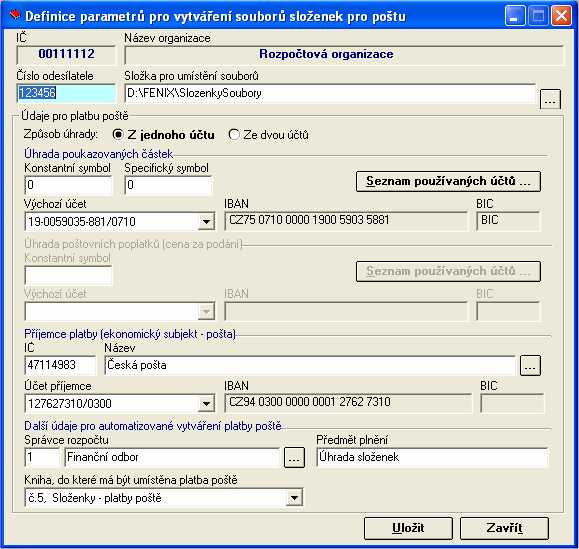 Definice parametrů pro vytváření souborů složenek pro poštu
IČ Název organizace
00111112 Rozpočtová organizace
Číslo odesílatele Složka pro umístění souborů
123456 D:\FENIX\SlozenkySoubory ...
Údaje pro platbu poště
Způsob úhrady: Z jednoho účtu Ze dvou účtů
Úhrada poukazovaných částek
Konstantní symbol Specifický symbol
0 0 Seznam používaných účtů ...
Výchozí účet IBAN BIC
19-0059035-881/0710 CZ75 0710 0000 1900 5903 5881 BIC
Úhrada poštovních poplatků (cena za podání)
Konstantní symbol
Seznam používaných účtů ...
Výchozí účet IBAN BIC
Příjemce platby (ekonomický subjekt - pošta)
IČ Název
47114983 Česká pošta ...
Účet příjemce IBAN BIC
127627310/0300 CZ94 0300 0000 0001 2762 7310
Další údaje pro automatizované vytváření platby poště
Správce rozpočtu Předmět plnění
1 Finanční odbor ... Úhrada složenek
Kniha, do které má být umístěna platba poště
č.5, Složenky - platby poště
Uložit Zavřít